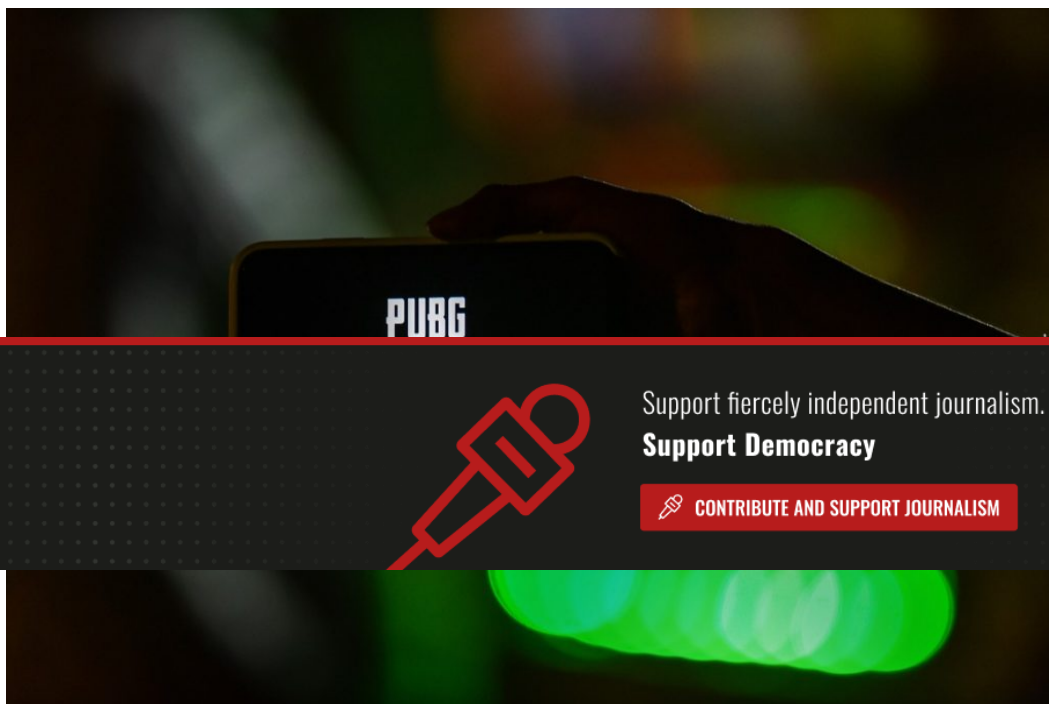 PUBG
Support fiercely independent journalism.
Support Democracy
CONTRIBUTE AND SUPPORT JOURNALISM